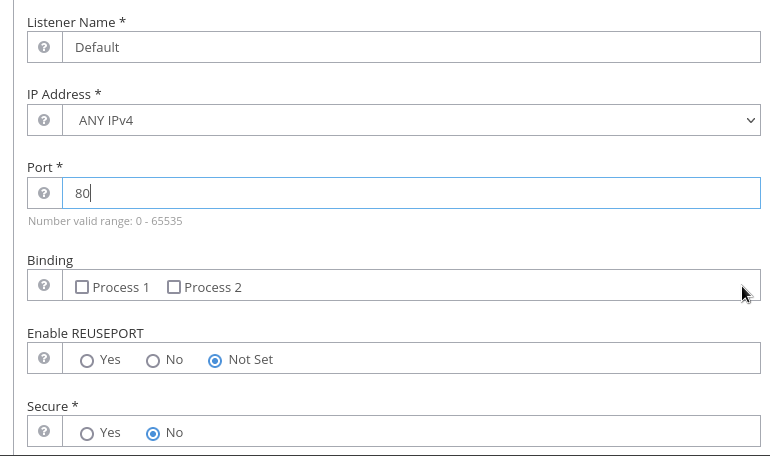 Listener Name *
Default
IP Address *
ANY IPv4
Port *
80
Number valid range: 0 - 65535
Binding
Process 1 Process 2
Enable REUSEPORT
Yes No Not Set
Secure *
Yes No